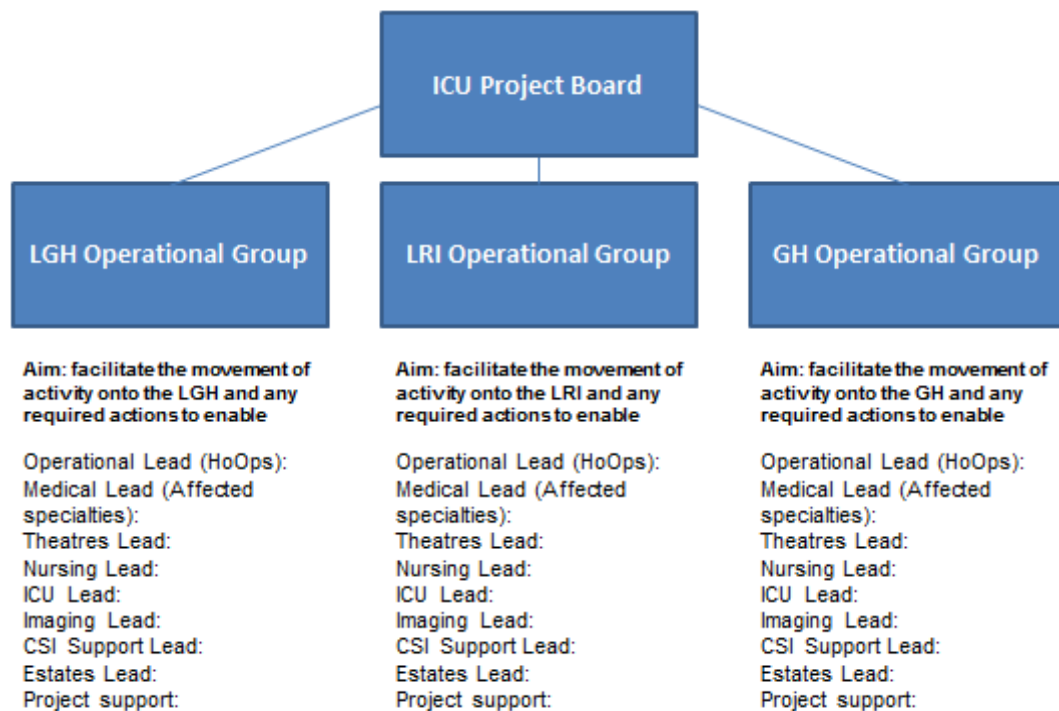 ICU Project Board
LGH Operational Group
LRI Operational Group
GH Operational Group
Aim: facilitate the movement of
activity onto the LGH and any
required actions to enable
Operational Lead (HoOps):
Medical Lead (Affected
specialties):
Theatres Lead:
Nursing Lead:
ICU Lead:
Imaging Lead:
CSI Support Lead:
Estates Lead:
Project support:
Aim: facilitate the movement of
activity onto the LRI and any
required actions to enable
Operational Lead (HoOps):
Medical Lead (Affected
specialties):
Theatres Lead:
Nursing Lead:
ICU Lead:
Imaging Lead:
CSI Support Lead:
Estates Lead:
Project support:
Aim: facilitate the movement of
activity onto the GH and any
required actions to enable
Operational Lead (HoOps):
Medical Lead (Affected
specialties):
Theatres Lead:
Nursing Lead:
ICU Lead:
Imaging Lead:
CSI Support Lead:
Estates Lead:
Project support: